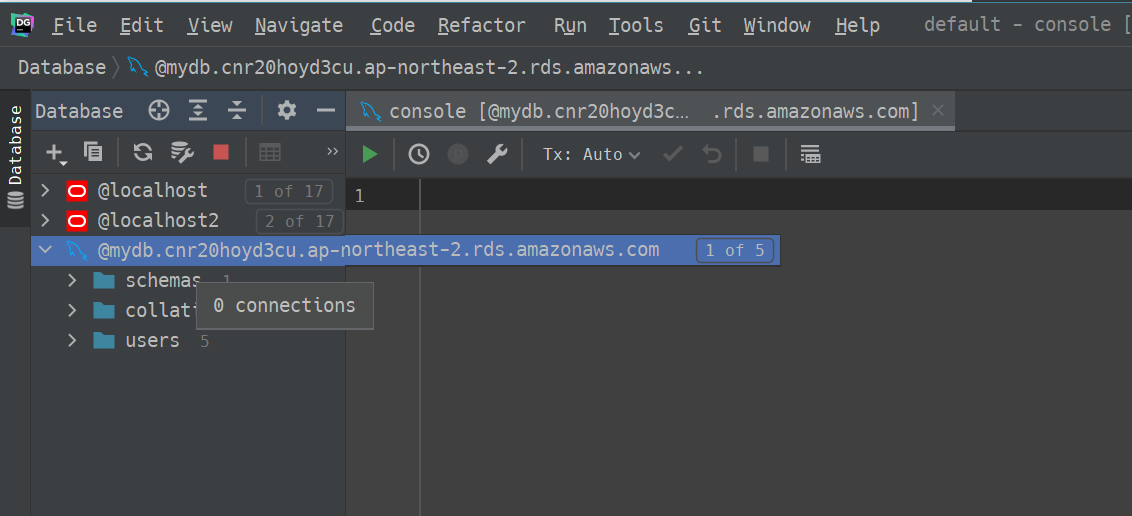 DG File Edit View Navigate Code Refactor Run Tools Git Window Help default – console [
Database @mydb.cnr20hoyd3cu.ap-northeast-2.rds.amazonaws...
Database
Database
console [@mydb.cnr20hoyd3c... .rds.amazonaws.com]
Tx: Auto
@localhost 1 of 17
1
@localhost2 2 of 17
@mydb.cnr20hoyd3cu.ap-northeast-2.rds.amazonaws.com 1 of 5
schemas 1
collat
0 connections
users 5